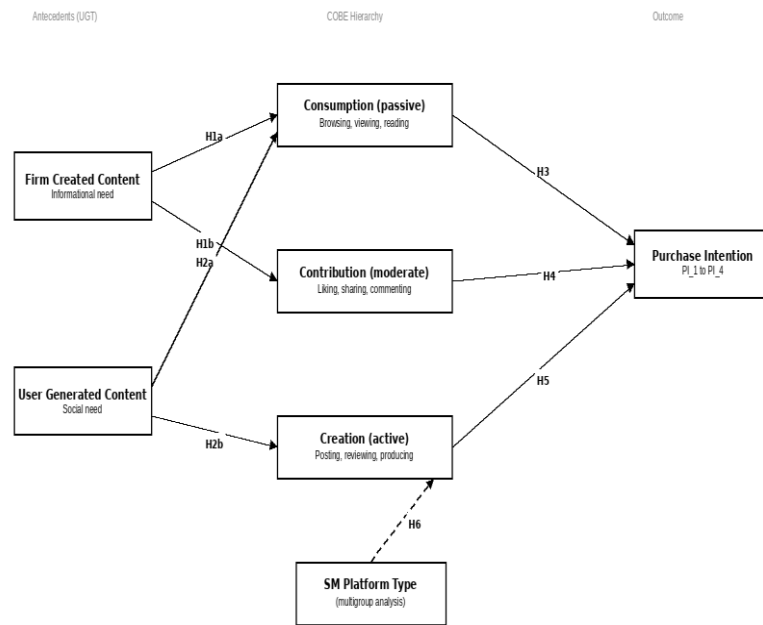 Antecedents (UGT)
COBE Hierarchy
Outcome
Consumption (passive)
Browsing, viewing, reading
H1a
Firm Created Content
Informational need
H3
H1b
H2a
Contribution (moderate)
Liking, sharing, commenting
H4
Purchase Intention
PI_1 to PI_4
User Generated Content
Social need
H5
H2b
Creation (active)
Posting, reviewing, producing
H6
SM Platform Type
(multigroup analysis)